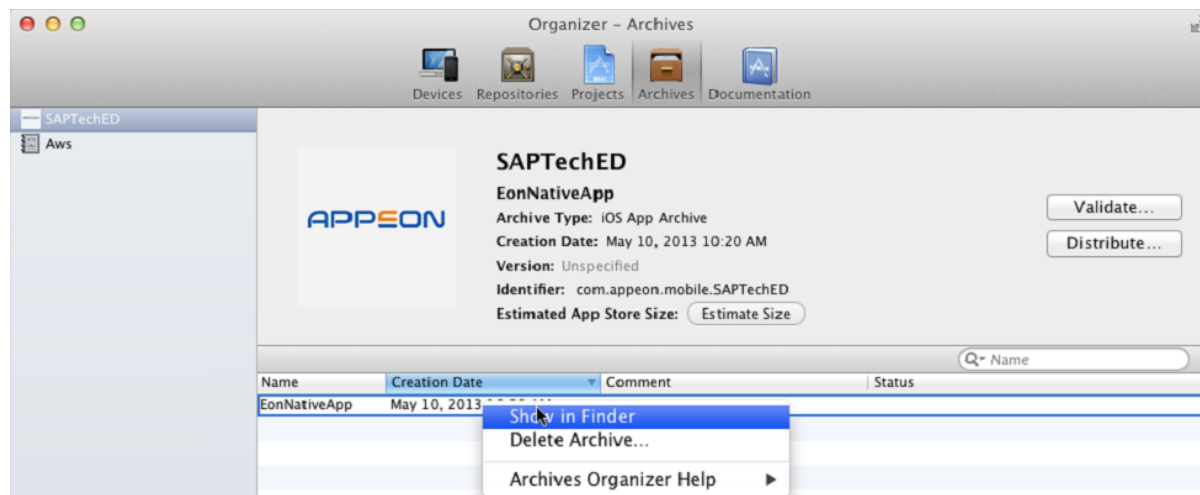 Organizer – Archives
Devices Repositories Projects Archives Documentation
SAPTechED
Aws
APPEON
SAPTechED
EonNativeApp
Archive Type: iOS App Archive
Creation Date: May 10, 2013 10:20 AM
Version: Unspecified
Identifier: com.appeon.mobile.SAPTechED
Estimated App Store Size: Estimate Size
Validate...
Distribute...
Name
Name Creation Date Comment Status
EonNativeApp May 10, 2013
Show in Finder
Delete Archive...
Archives Organizer Help